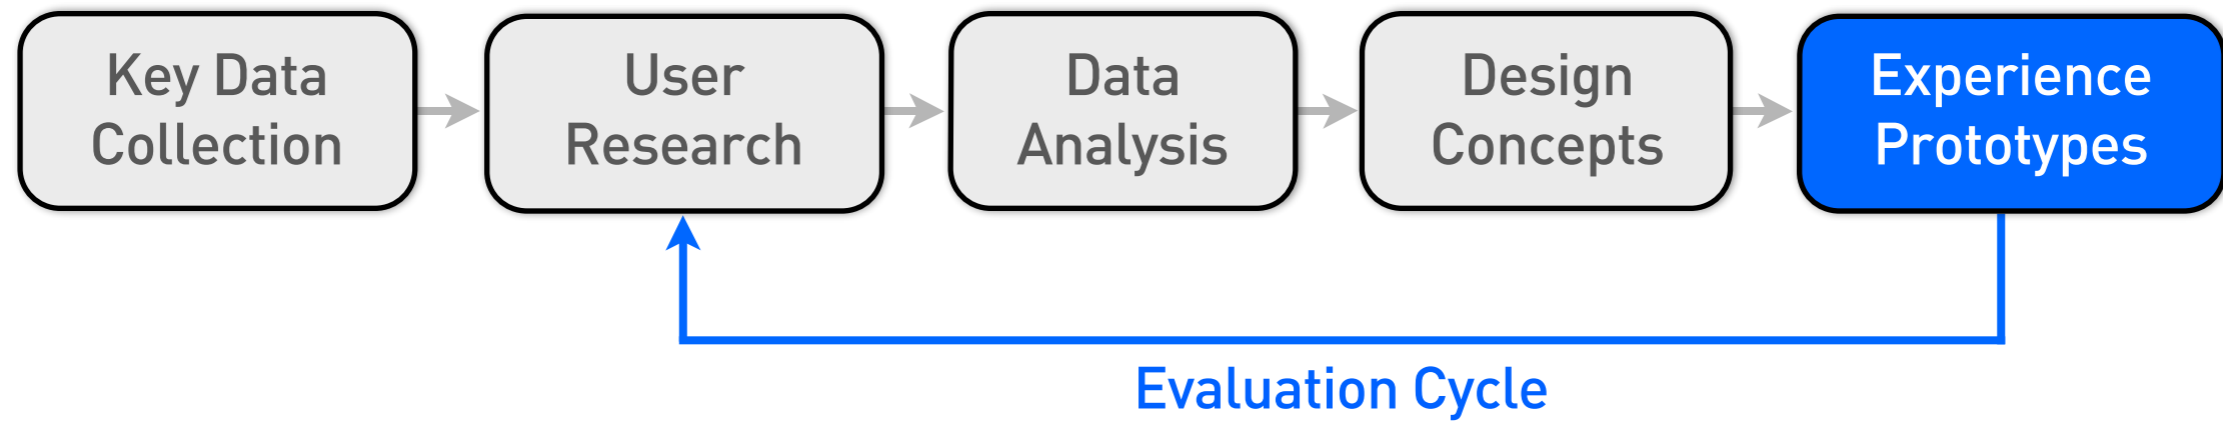 Key Data
Collection
User
Research
Data
Analysis
Design
Concepts
Experience
Prototypes
Evaluation Cycle